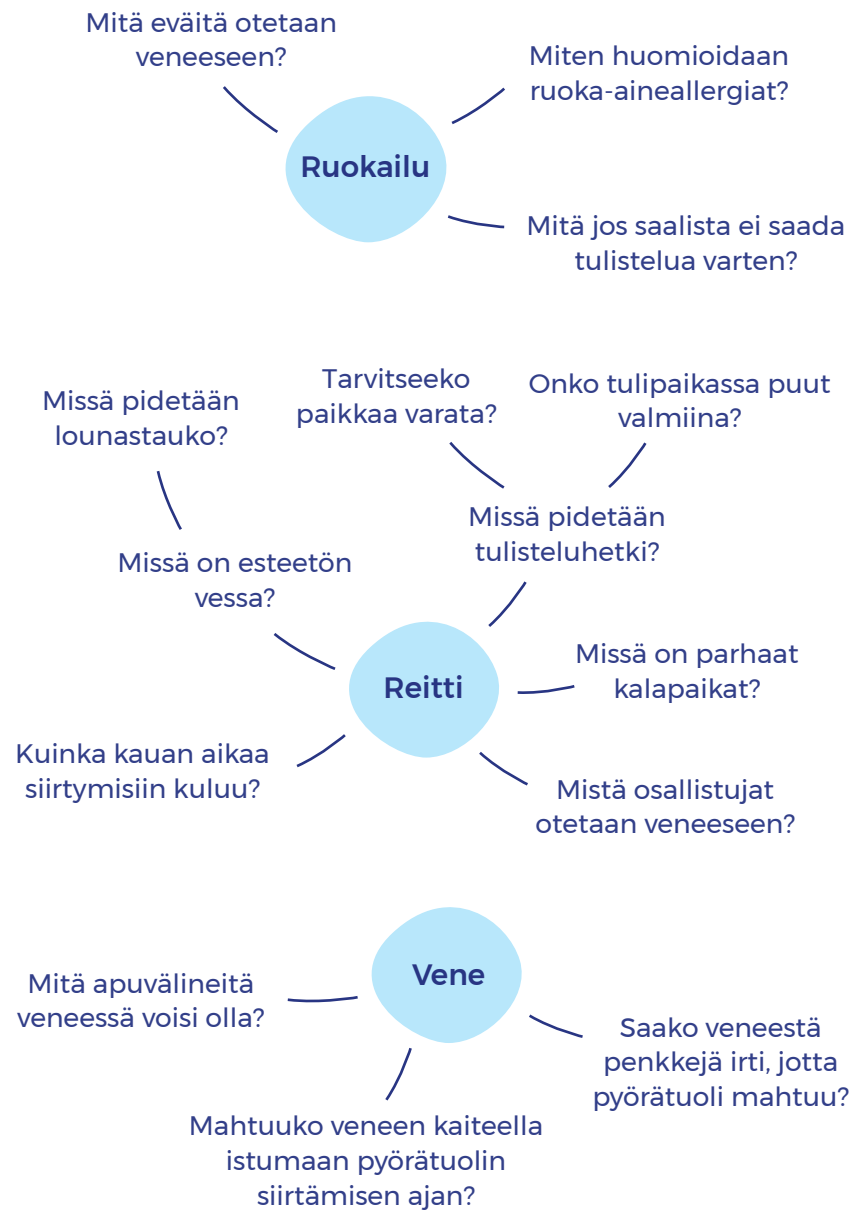 Mitä eväitä otetaan
veneeseen?
Miten huomioidaan
ruoka-aineallergiat?
Ruokailu
Mitä jos saalista ei saada
tulistelua varten?
Missä pidetään
lounastauko?
Tarvitseeko
paikkaa varata?
Onko tulipaikassa puut
valmiina?
Missä pidetään
tulisteluhetki?
Missä on esteetön
vessa?
Reitti
Missä on parhaat
kalapaikat?
Kuinka kauan aikaa
siirtymisiin kuluu?
Mistä osallistujat
otetaan veneeseen?
Vene
Mitä apuvälineitä
veneessä voisi olla?
Saako veneestä
penkkejä irti, jotta
pyörätuoli mahtuu?
Mahtuuko veneen kaiteella
istumaan pyörätuolin
siirtämisen ajan?